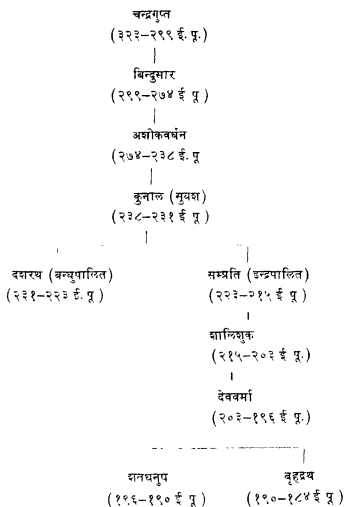 चन्द्रगुप्त
(३२३–२९९ ई. पू.)
बिन्दुसार
(२९९–२७४ ई पू )
अशोकवर्धन
(२७४–२३८ ई. पू
कुनाल (सुयश)
(२३८–२३१ ई पू )
दशरथ (बन्धुपालित) सम्प्रति (इन्द्रपालित)
(२३१–२२३ ई. पू ) (२२३–२१५ ई पू )
शालिशुक
(२१५–२०३ ई पू.)
देववर्मा
(२०३–१९६ ई पू.
शतधनुष बृहद्रथ
(१९६–१९० ई पू ) (१९०–१८४ ई पू )